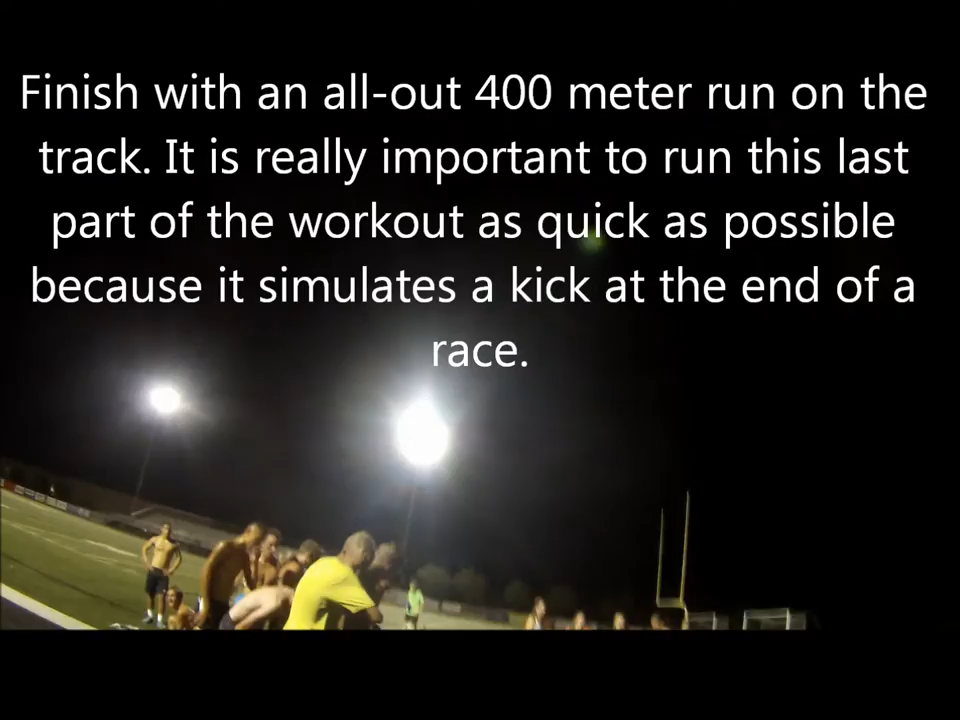 Finish with an all-out 400 meter run on the
track. It is really important to run this last
part of the workout as quick as possible
because it simulates a kick at the end of a
race.